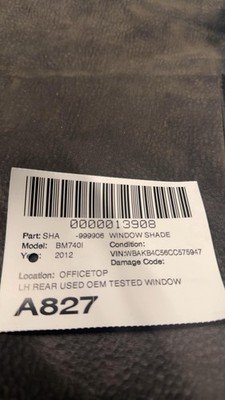 0000013908
Part: SHA -999906 WINDOW SHADE
Model: BM740I Condition:
Year: 2012 VIN:WBAKB4C56CC575947
Damage Code:
Location: OFFICETOP
LH REAR USED OEM TESTED WINDOW
A827